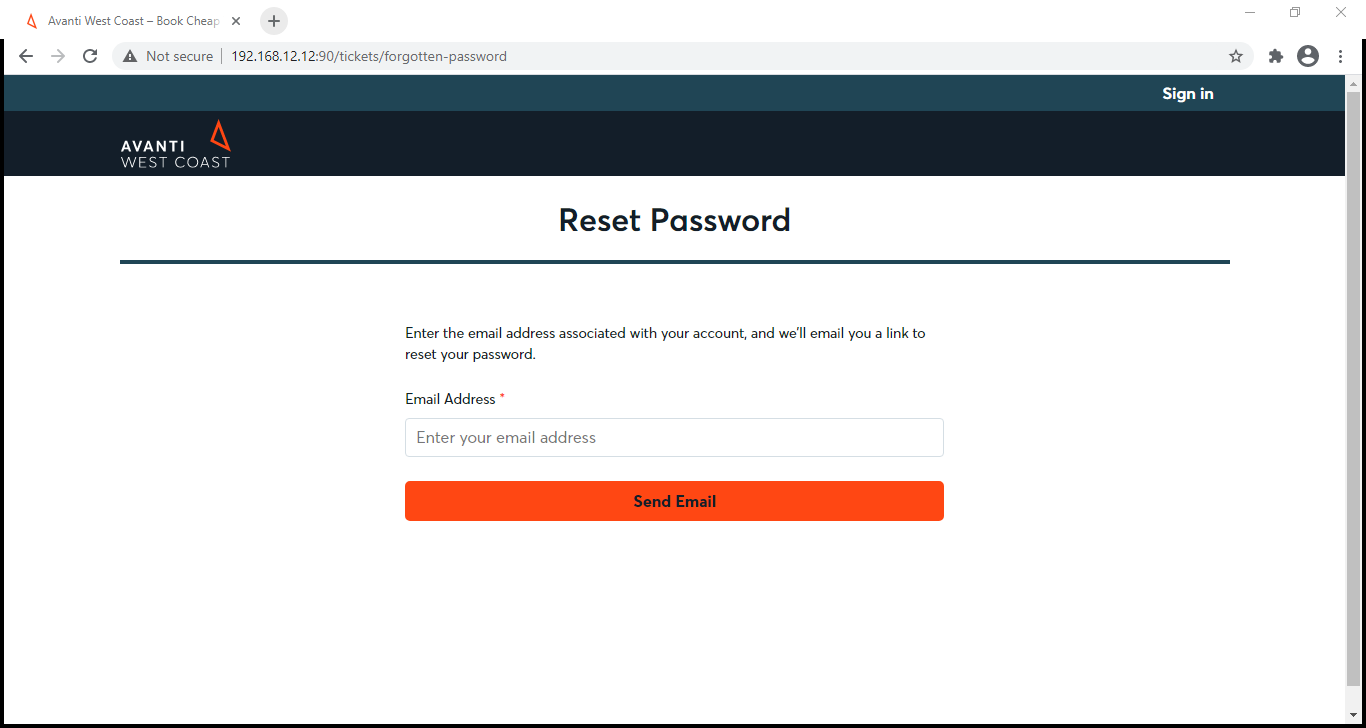 Avanti West Coast – Book Cheap
Not secure
192.168.12.12:90/tickets/forgotten-password
Sign in
AVANTI
WEST COAST
Reset Password
Enter the email address associated with your account, and we'll email you a link to
reset your password.
Email Address *
Enter your email address
Send Email